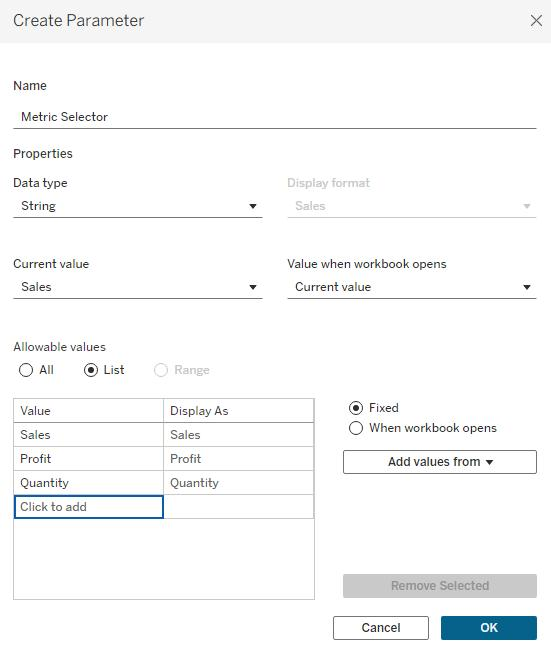 Create Parameter
Name
Metric Selector
Properties
Data type Display format
String Sales
Current value Value when workbook opens
Sales Current value
Allowable values
All List Range
Value Display As
Sales Sales
Profit Profit
Quantity Quantity
Click to add
Fixed
When workbook opens
Add values from
Remove Selected
Cancel OK